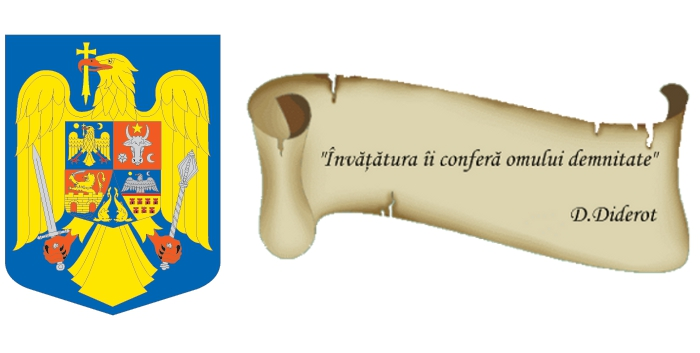 "Învățătura îi conferă omului demnitate"
D.Diderot